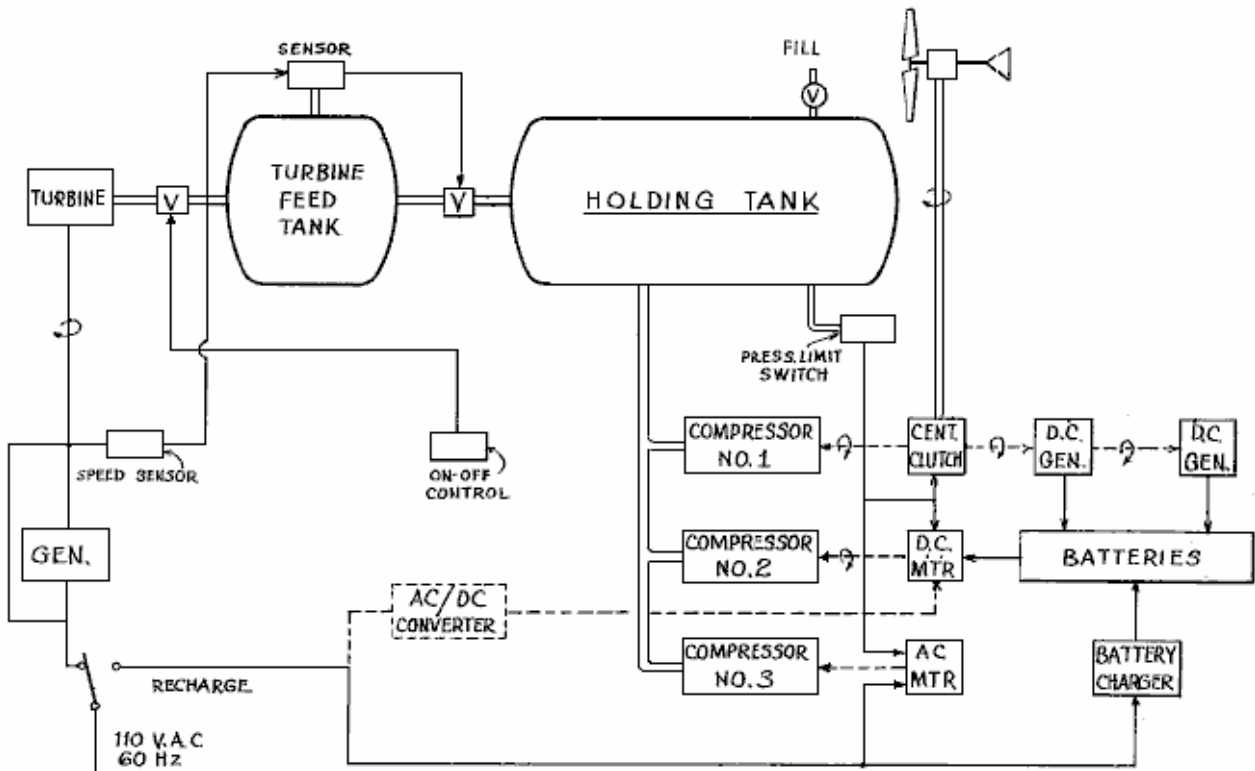 SENSOR
FILL
V
TURBINE
V
TURBINE
FEED
TANK
V
HOLDING TANK
PRESS. LIMIT
SWITCH
COMPRESSOR
NO. 1
CENT.
CLUTCH
D.C.
GEN.
D.C.
GEN.
SPEED SENSOR
ON-OFF
CONTROL
GEN.
COMPRESSOR
NO. 2
D.C.
MTR
BATTERIES
AC/DC
CONVERTER
COMPRESSOR
NO. 3
AC
MTR
BATTERY
CHARGER
RECHARGE
110 V.A.C.
60 Hz